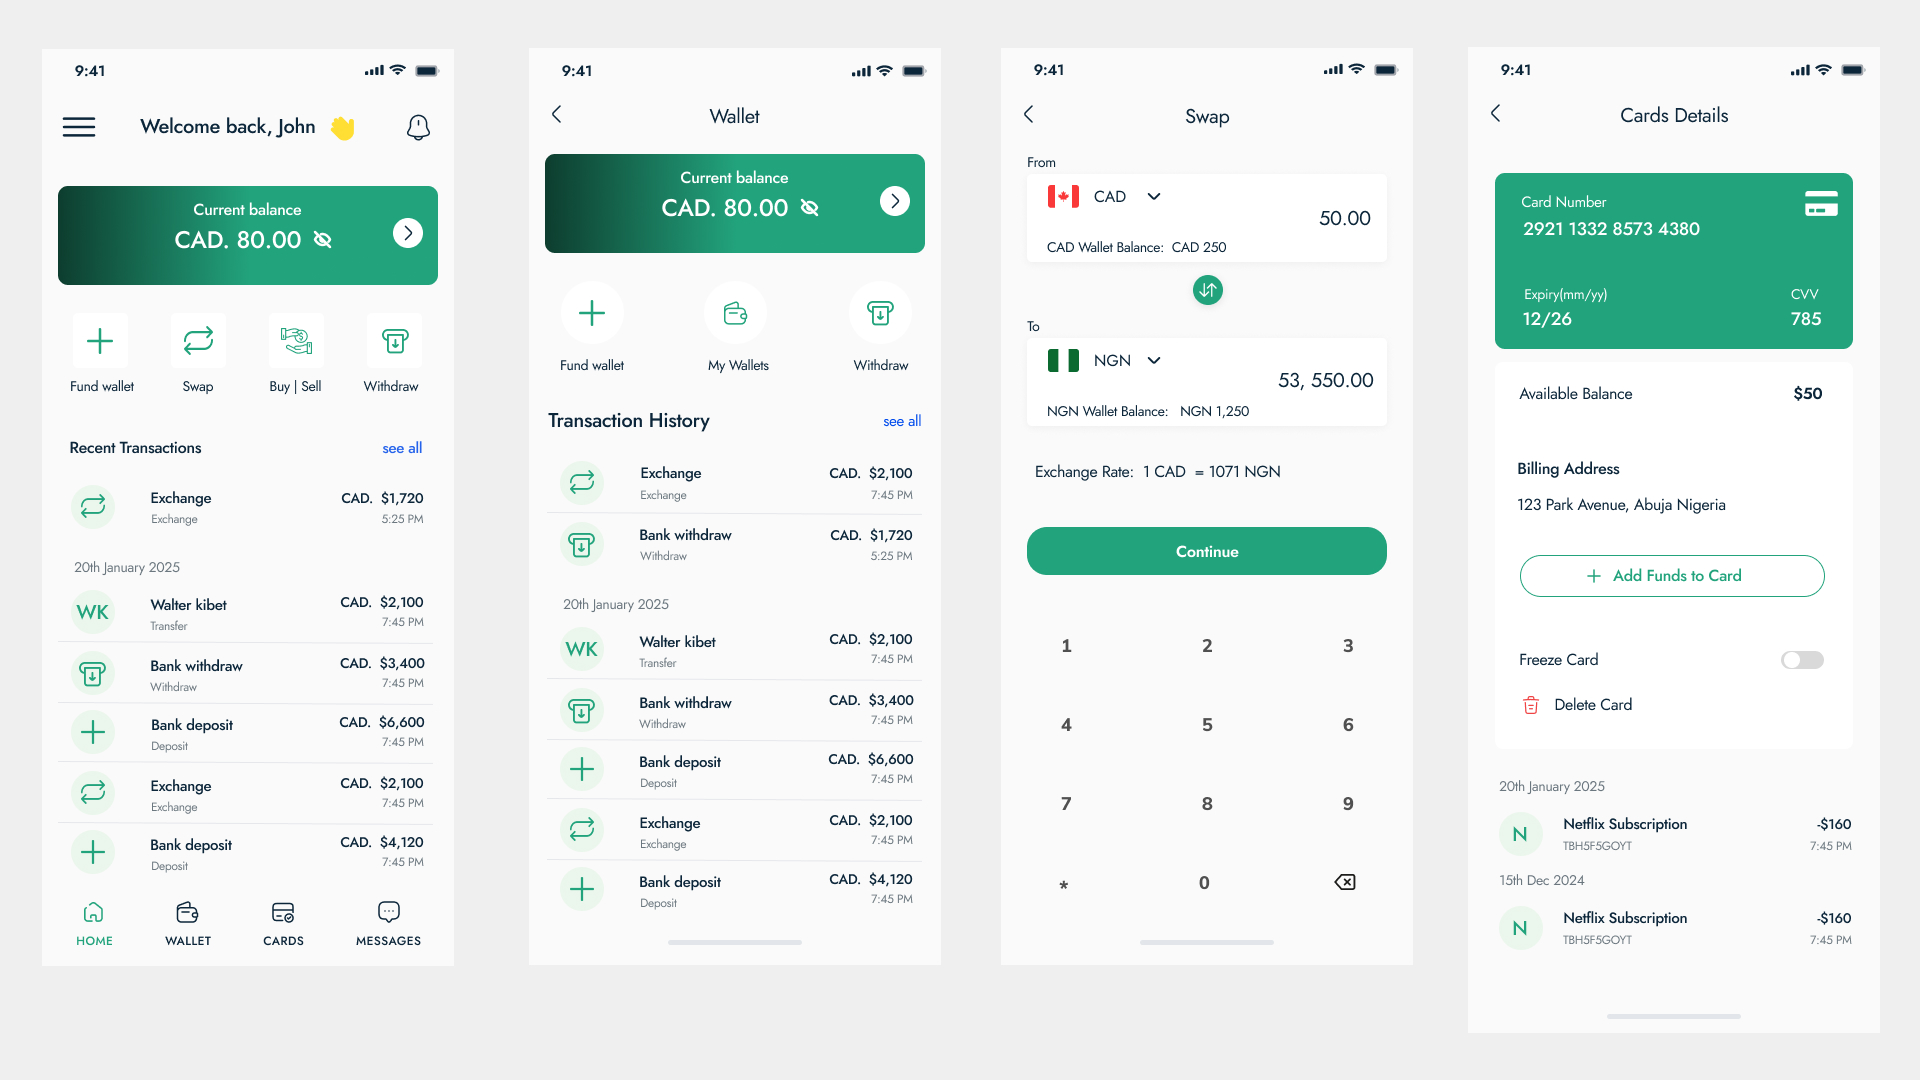 9:41
Welcome back, John
Current balance
CAD. 80.00
Fund wallet
Swap
Buy | Sell
Withdraw
Recent Transactions
see all
Exchange
CAD. $1,720
Exchange
5:25 PM
20th January 2025
WK
Walter kibet
CAD. $2,100
Transfer
7:45 PM
Bank withdraw
CAD. $3,400
Withdraw
7:45 PM
Bank deposit
CAD. $6,600
Deposit
7:45 PM
Exchange
CAD. $2,100
Exchange
7:45 PM
Bank deposit
CAD. $4,120
Deposit
7:45 PM
HOME
WALLET
CARDS
MESSAGES
9:41
Wallet
Current balance
CAD. 80.00
Fund wallet
My Wallets
Withdraw
Transaction History
see all
Exchange
CAD. $2,100
Exchange
7:45 PM
Bank withdraw
CAD. $1,720
Withdraw
5:25 PM
20th January 2025
WK
Walter kibet
CAD. $2,100
Transfer
7:45 PM
Bank withdraw
CAD. $3,400
Withdraw
7:45 PM
Bank deposit
CAD. $6,600
Deposit
7:45 PM
Exchange
CAD. $2,100
Exchange
7:45 PM
Bank deposit
CAD. $4,120
Deposit
7:45 PM
9:41
Swap
From
CAD
50.00
CAD Wallet Balance: CAD 250
To
NGN
53, 550.00
NGN Wallet Balance: NGN 1,250
Exchange Rate: 1 CAD = 1071 NGN
Continue
1 2 3
4 5 6
7 8 9
* 0
9:41
Cards Details
Card Number
2921 1332 8573 4380
Expiry(mm/yy)
CVV
12/26
785
Available Balance
$50
Billing Address
123 Park Avenue, Abuja Nigeria
Add Funds to Card
Freeze Card
Delete Card
20th January 2025
N
Netflix Subscription
-$160
TBH5F5GOYT
7:45 PM
15th Dec 2024
N
Netflix Subscription
-$160
TBH5F5GOYT
7:45 PM